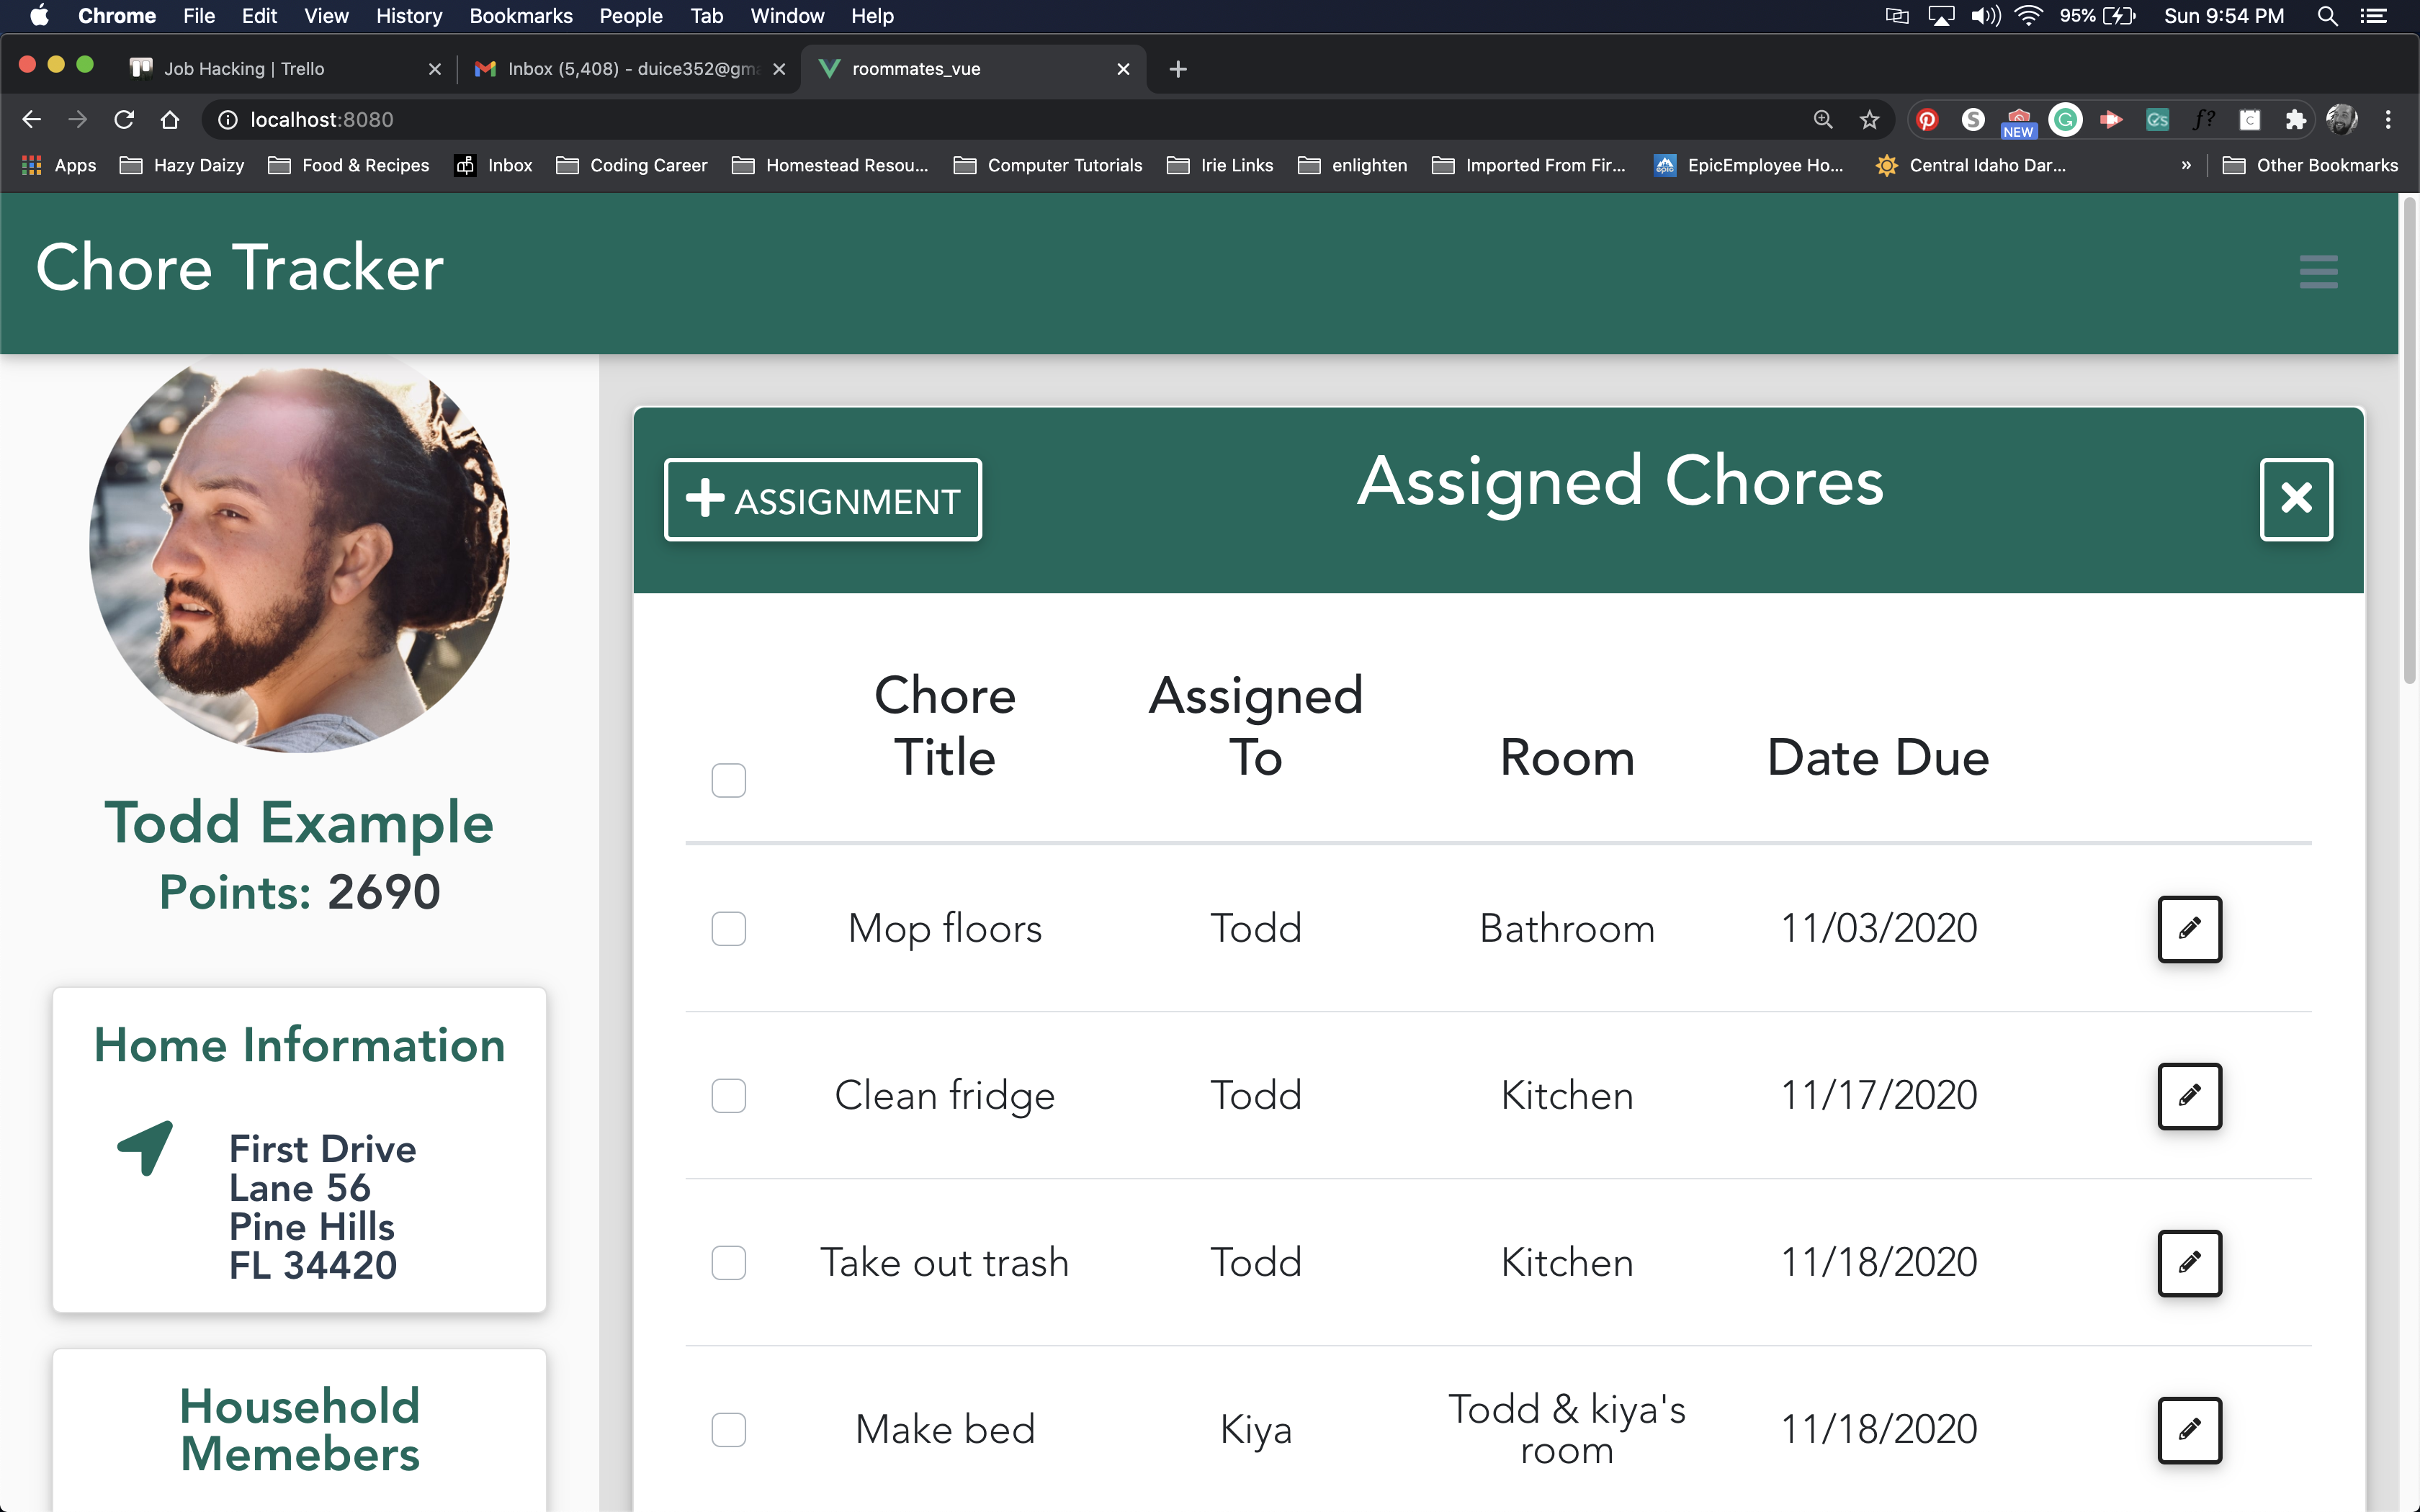 Chrome File Edit View History Bookmarks People Tab Window Help
95% Sun 9:54 PM
Job Hacking | Trello
Inbox (5,408) - duice352@gma
roommates_vue
localhost:8080
NEW
Apps Hazy Daizy Food & Recipes Inbox Coding Career Homestead Resou... Computer Tutorials Irie Links enlighten Imported From Fir... EpicEmployee Ho... Central Idaho Dar... » Other Bookmarks
Chore Tracker
Todd Example
Points: 2690
Home Information
First Drive
Lane 56
Pine Hills
FL 34420
Household
Memebers
ASSIGNMENT
Assigned Chores
Chore Title Assigned To Room Date Due
Mop floors Todd Bathroom 11/03/2020
Clean fridge Todd Kitchen 11/17/2020
Take out trash Todd Kitchen 11/18/2020
Make bed Kiya Todd & kiya's room 11/18/2020